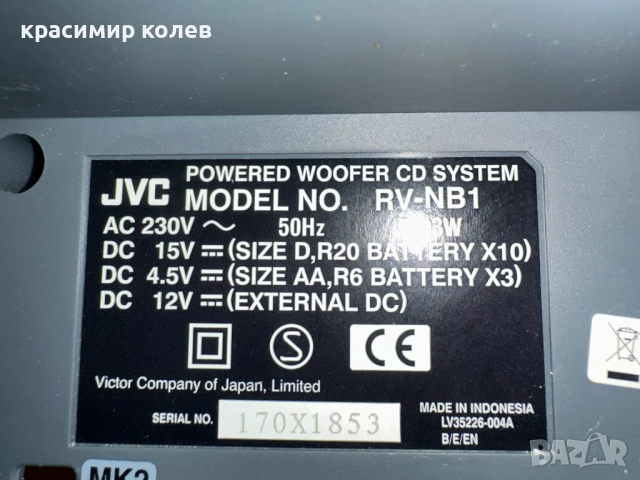 красимир колев
JVC
POWERED WOOFER CD SYSTEM
MODEL NO. RV-NB1
AC 230V ～ 50Hz
DC 15V ⎓ (SIZE D,R20 BATTERY X10)
DC 4.5V ⎓ (SIZE AA,R6 BATTERY X3)
DC 12V ⎓ (EXTERNAL DC)
S CE
Victor Company of Japan, Limited
SERIAL NO. 170X1853
MADE IN INDONESIA
LV35226-004A
B/E/EN
MK2
BAZAR